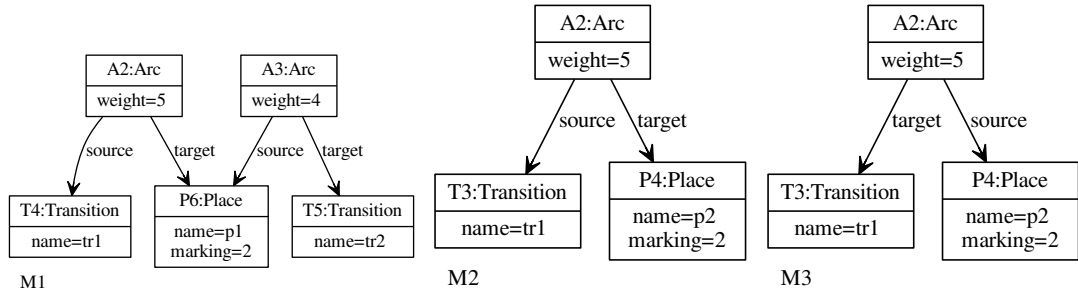 A2:Arc
weight=5
A3:Arc
weight=4
source
target
source
target
T4:Transition
name=tr1
P6:Place
name=p1
marking=2
T5:Transition
name=tr2
M1
A2:Arc
weight=5
source
target
T3:Transition
name=tr1
P4:Place
name=p2
marking=2
M2
A2:Arc
weight=5
target
source
T3:Transition
name=tr1
P4:Place
name=p2
marking=2
M3